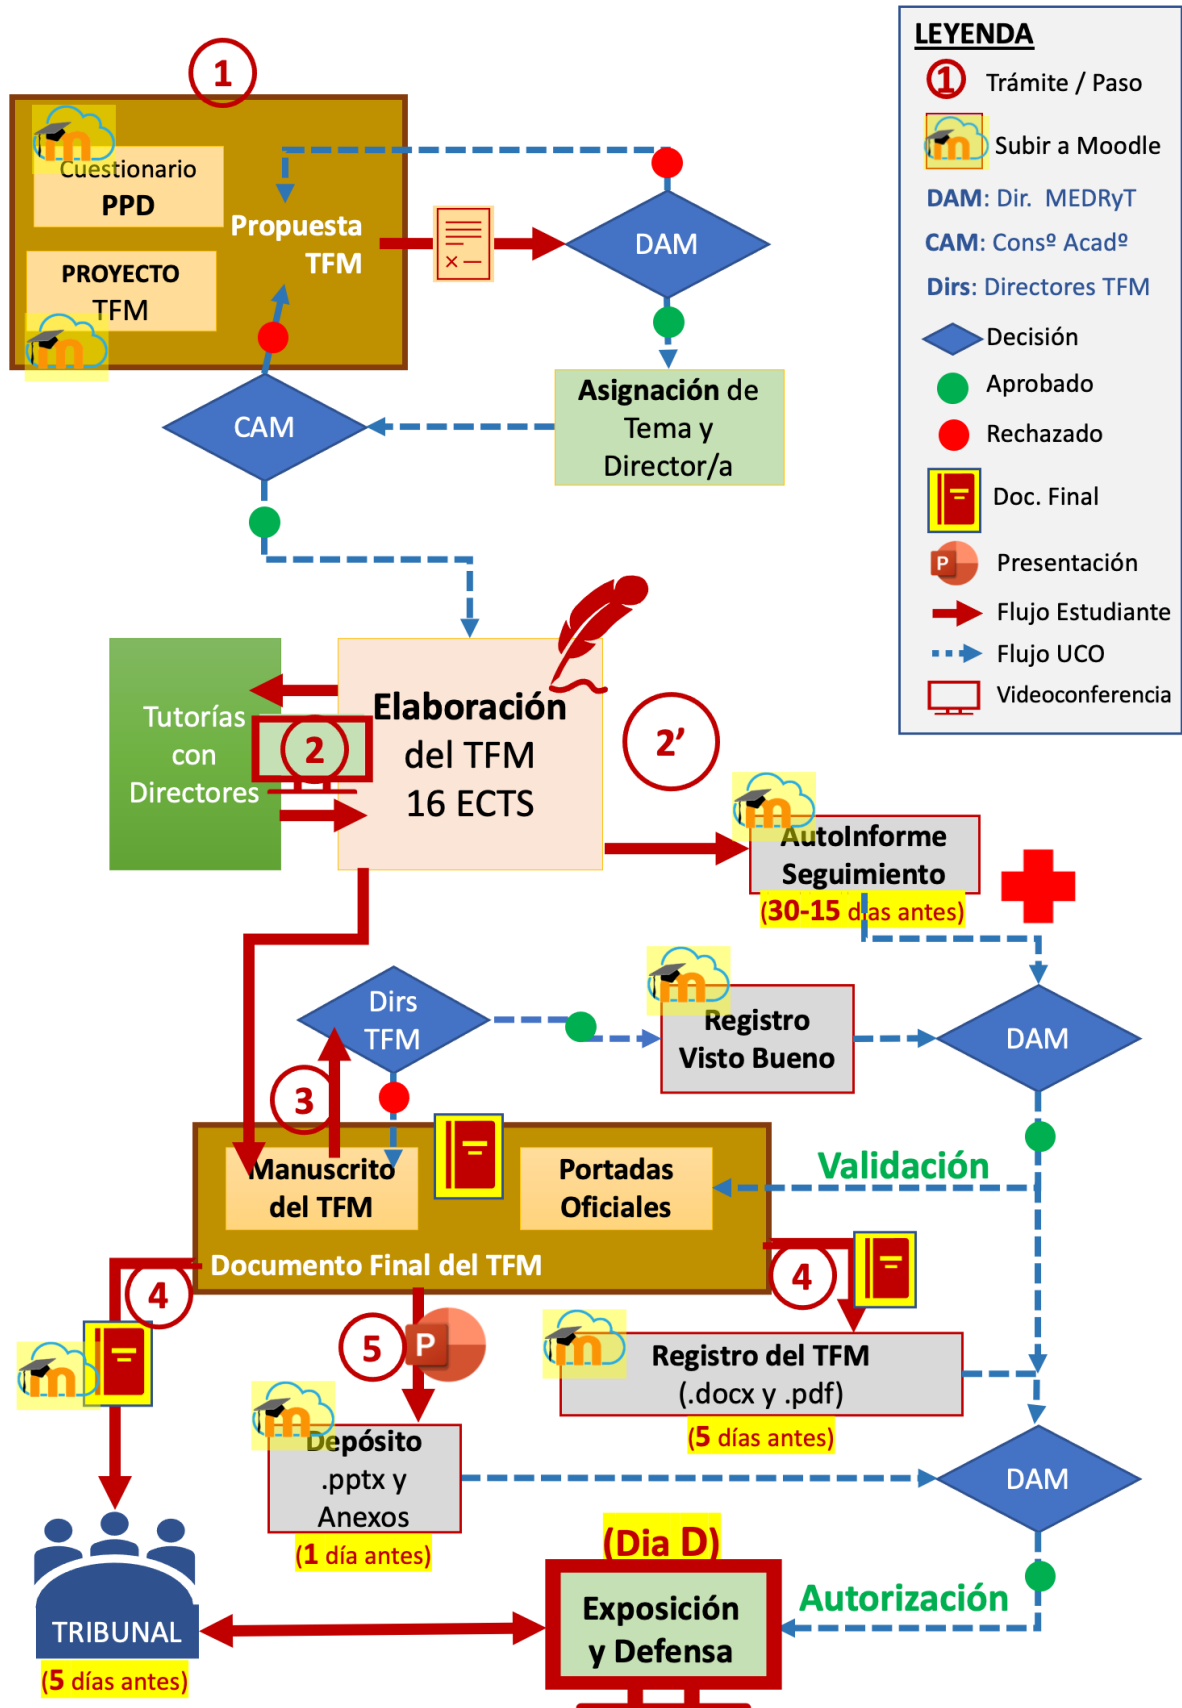 LEYENDA
1
Trámite / Paso
m
Subir a Moodle
DAM: Dir. MEDRyT
CAM: Consº Acadº
Dirs: Directores TFM
Decisión
Aprobado
Rechazado
Doc. Final
P
Presentación
Flujo Estudiante
Flujo UCO
Videoconferencia
1
m
Cuestionario
PPD
Propuesta
TFM
PROYECTO
TFM
m
DAM
Asignación de
Tema y
Director/a
CAM
Tutorías
con
Directores
2
Elaboración
del TFM
16 ECTS
2’
m
AutoInforme
Seguimiento
(30-15 días antes)
Dirs
TFM
m
Registro
Visto Bueno
DAM
3
Manuscrito
del TFM
Portadas
Oficiales
Validación
Documento Final del TFM
4
4
m
5
P
m
Registro del TFM
(.docx y .pdf)
(5 días antes)
m
Depósito
.pptx y
Anexos
(1 día antes)
DAM
(Dia D)
Exposición
y Defensa
Autorización
TRIBUNAL
(5 días antes)